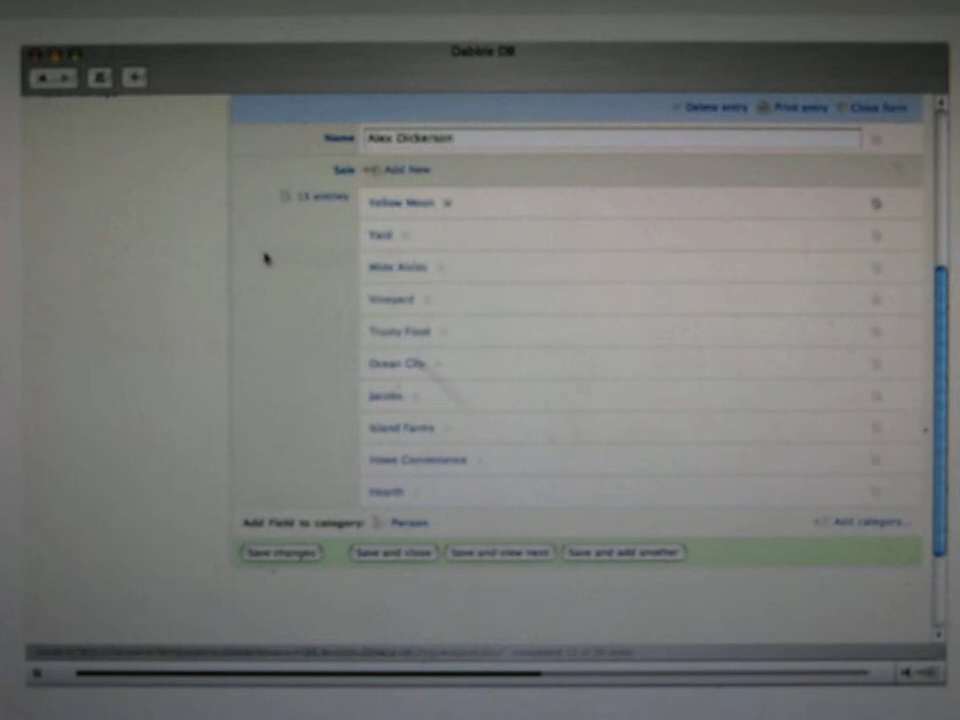 Dabble DB
Delete entry Print entry Close form
Name Alex Dickerson
Sale Add New
15 entries Yellow Moon
Yard
Wide Aisles
Vineyard
Trusty Food
Ocean City
Jacobs
Island Farms
Howe Convenience
Hearth
Add field to category: Person Add category...
Save changes Save and close Save and view next Save and add another